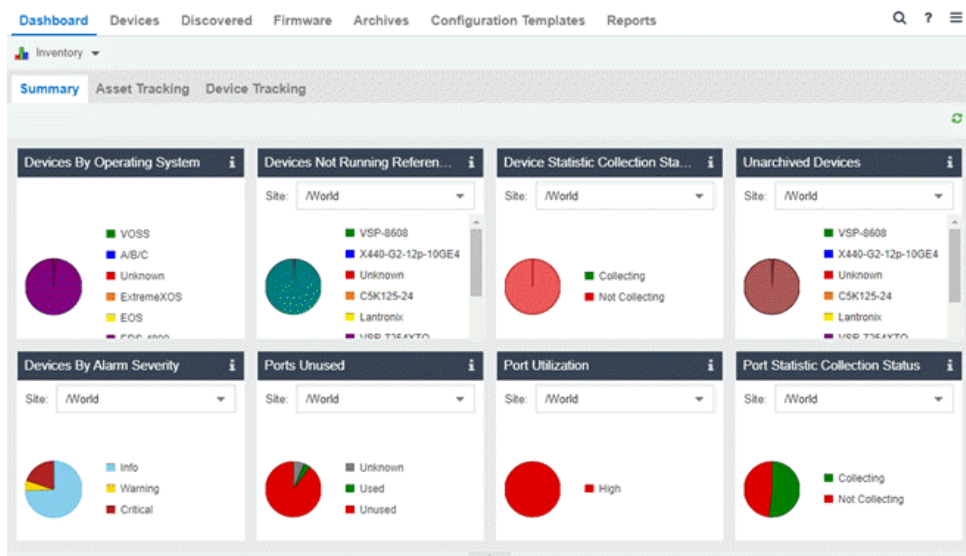 Dashboard Devices Discovered Firmware Archives Configuration Templates Reports ?
Inventory
Summary Asset Tracking Device Tracking
Devices By Operating System i
VOSS
A/B/C
Unknown
ExtremeXOS
EOS
Devices Not Running Referen... i
Site: /World
VSP-8608
X440-G2-12p-10GE4
Unknown
C5K125-24
Lantronix
Device Statistic Collection Sta... i
Site: /World
Collecting
Not Collecting
Unarchived Devices i
Site: /World
VSP-8608
X440-G2-12p-10GE4
Unknown
C5K125-24
Lantronix
Devices By Alarm Severity i
Site: /World
Info
Warning
Critical
Ports Unused i
Site: /World
Unknown
Used
Unused
Port Utilization i
Site: /World
High
Port Statistic Collection Status i
Site: /World
Collecting
Not Collecting